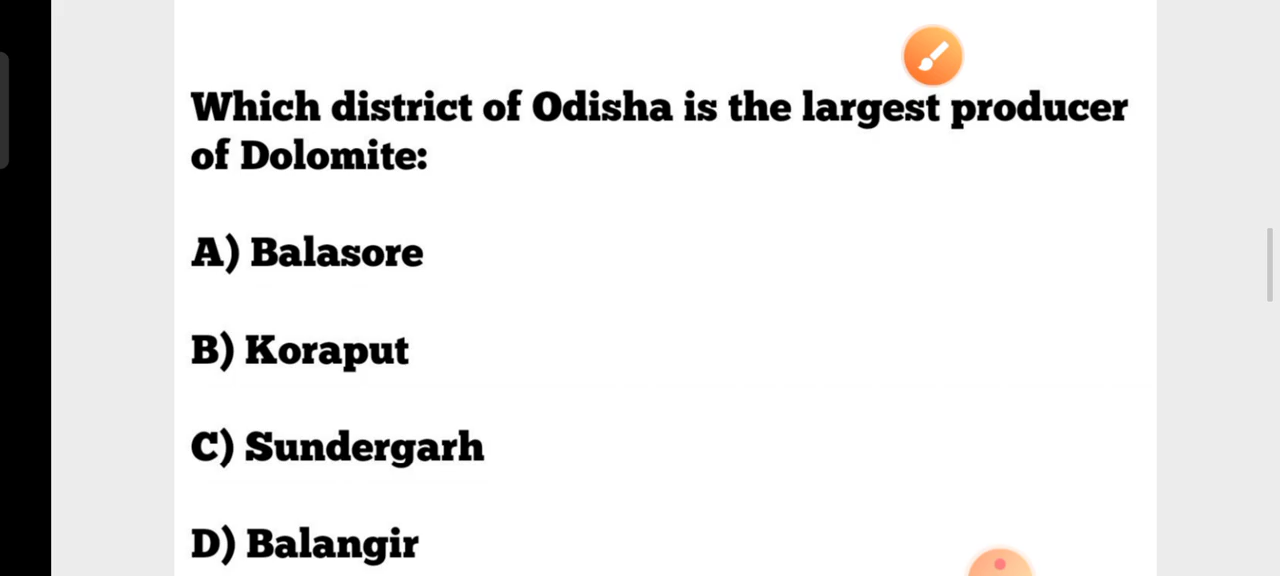 Which district of Odisha is the largest producer
of Dolomite:
A) Balasore
B) Koraput
C) Sundergarh
D) Balangir